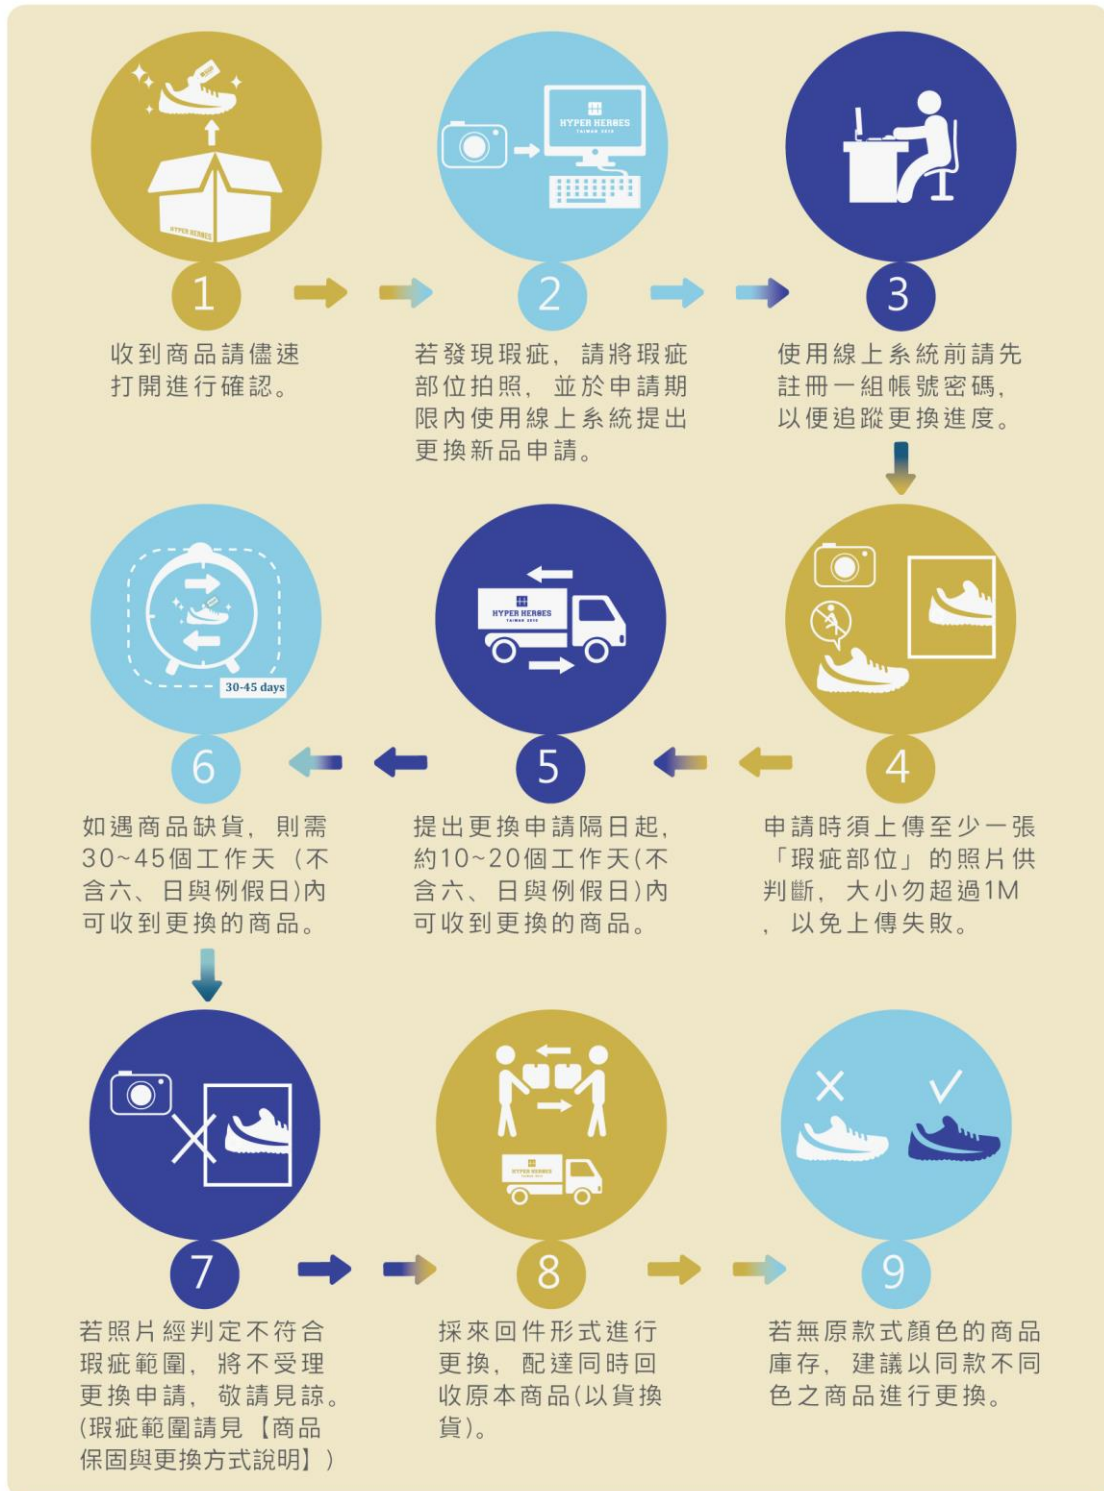 HYPER HEROES
1
收到商品請儘速
打開進行確認。
HYPER HEROES
TAIWAN 2010
2
若發現瑕疵，請將瑕疵
部位拍照，並於申請期
限內使用線上系統提出
更換新品申請。
3
使用線上系統前請先
註冊一組帳號密碼，
以便追蹤更換進度。
4
申請時須上傳至少一張
「瑕疵部位」的照片供
判斷，大小勿超過1M
，以免上傳失敗。
HYPER HEROES
TAIWAN 2010
5
提出更換申請隔日起，
約10~20個工作天(不
含六、日與例假日)內
可收到更換的商品。
30-45 days
6
如遇商品缺貨，則需
30~45個工作天（不
含六、日與例假日)內
可收到更換的商品。
7
若照片經判定不符合
瑕疵範圍，將不受理
更換申請，敬請見諒。
(瑕疵範圍請見【商品
保固與更換方式說明】)
HYPER HEROES
8
採來回件形式進行
更換，配達同時回
收原本商品(以貨換
貨)。
9
若無原款式顏色的商品
庫存，建議以同款不同
色之商品進行更換。